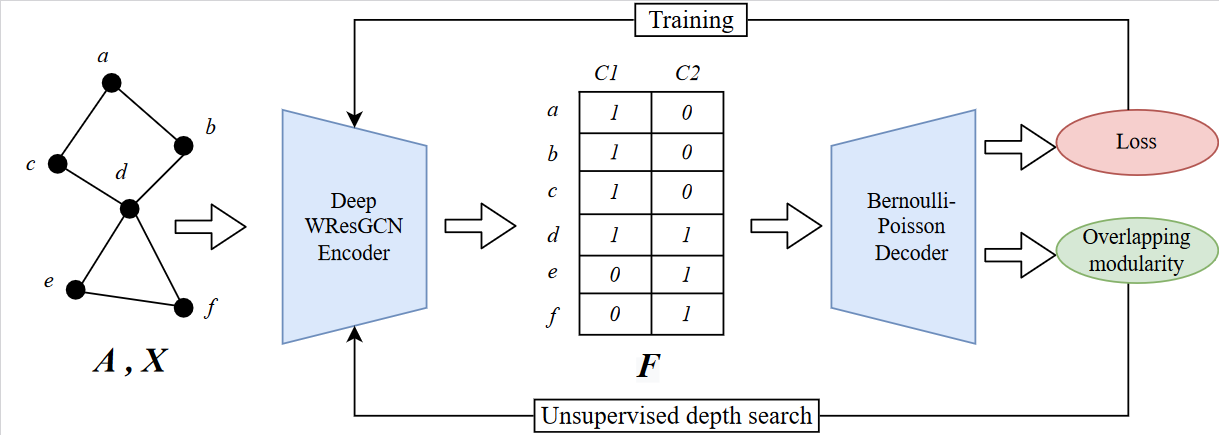 Training
a
b
c
d
e
f
A , X
Deep
WResGCN
Encoder
C1 C2
a 1 0
b 1 0
c 1 0
d 1 1
e 0 1
f 0 1
F
Bernoulli-
Poisson
Decoder
Loss
Overlapping
modularity
Unsupervised depth search